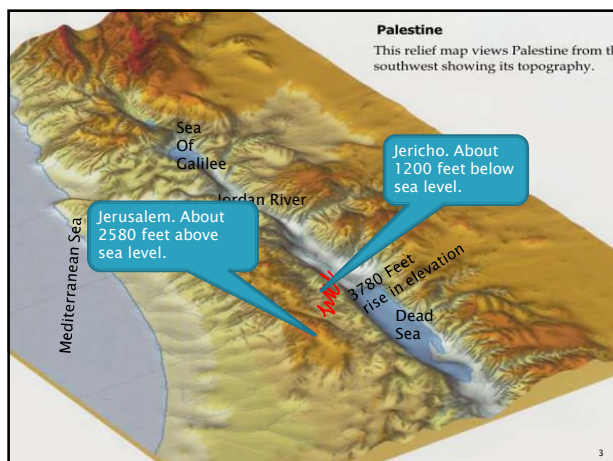 Palestine
This relief map views Palestine from th
southwest showing its topography.
Sea
Of
Galilee
Jericho. About
1200 feet below
sea level.
Jordan River
Jerusalem. About
2580 feet above
sea level.
Mediterranean Sea
3780 Feet
rise in elevation
Dead
Sea
3